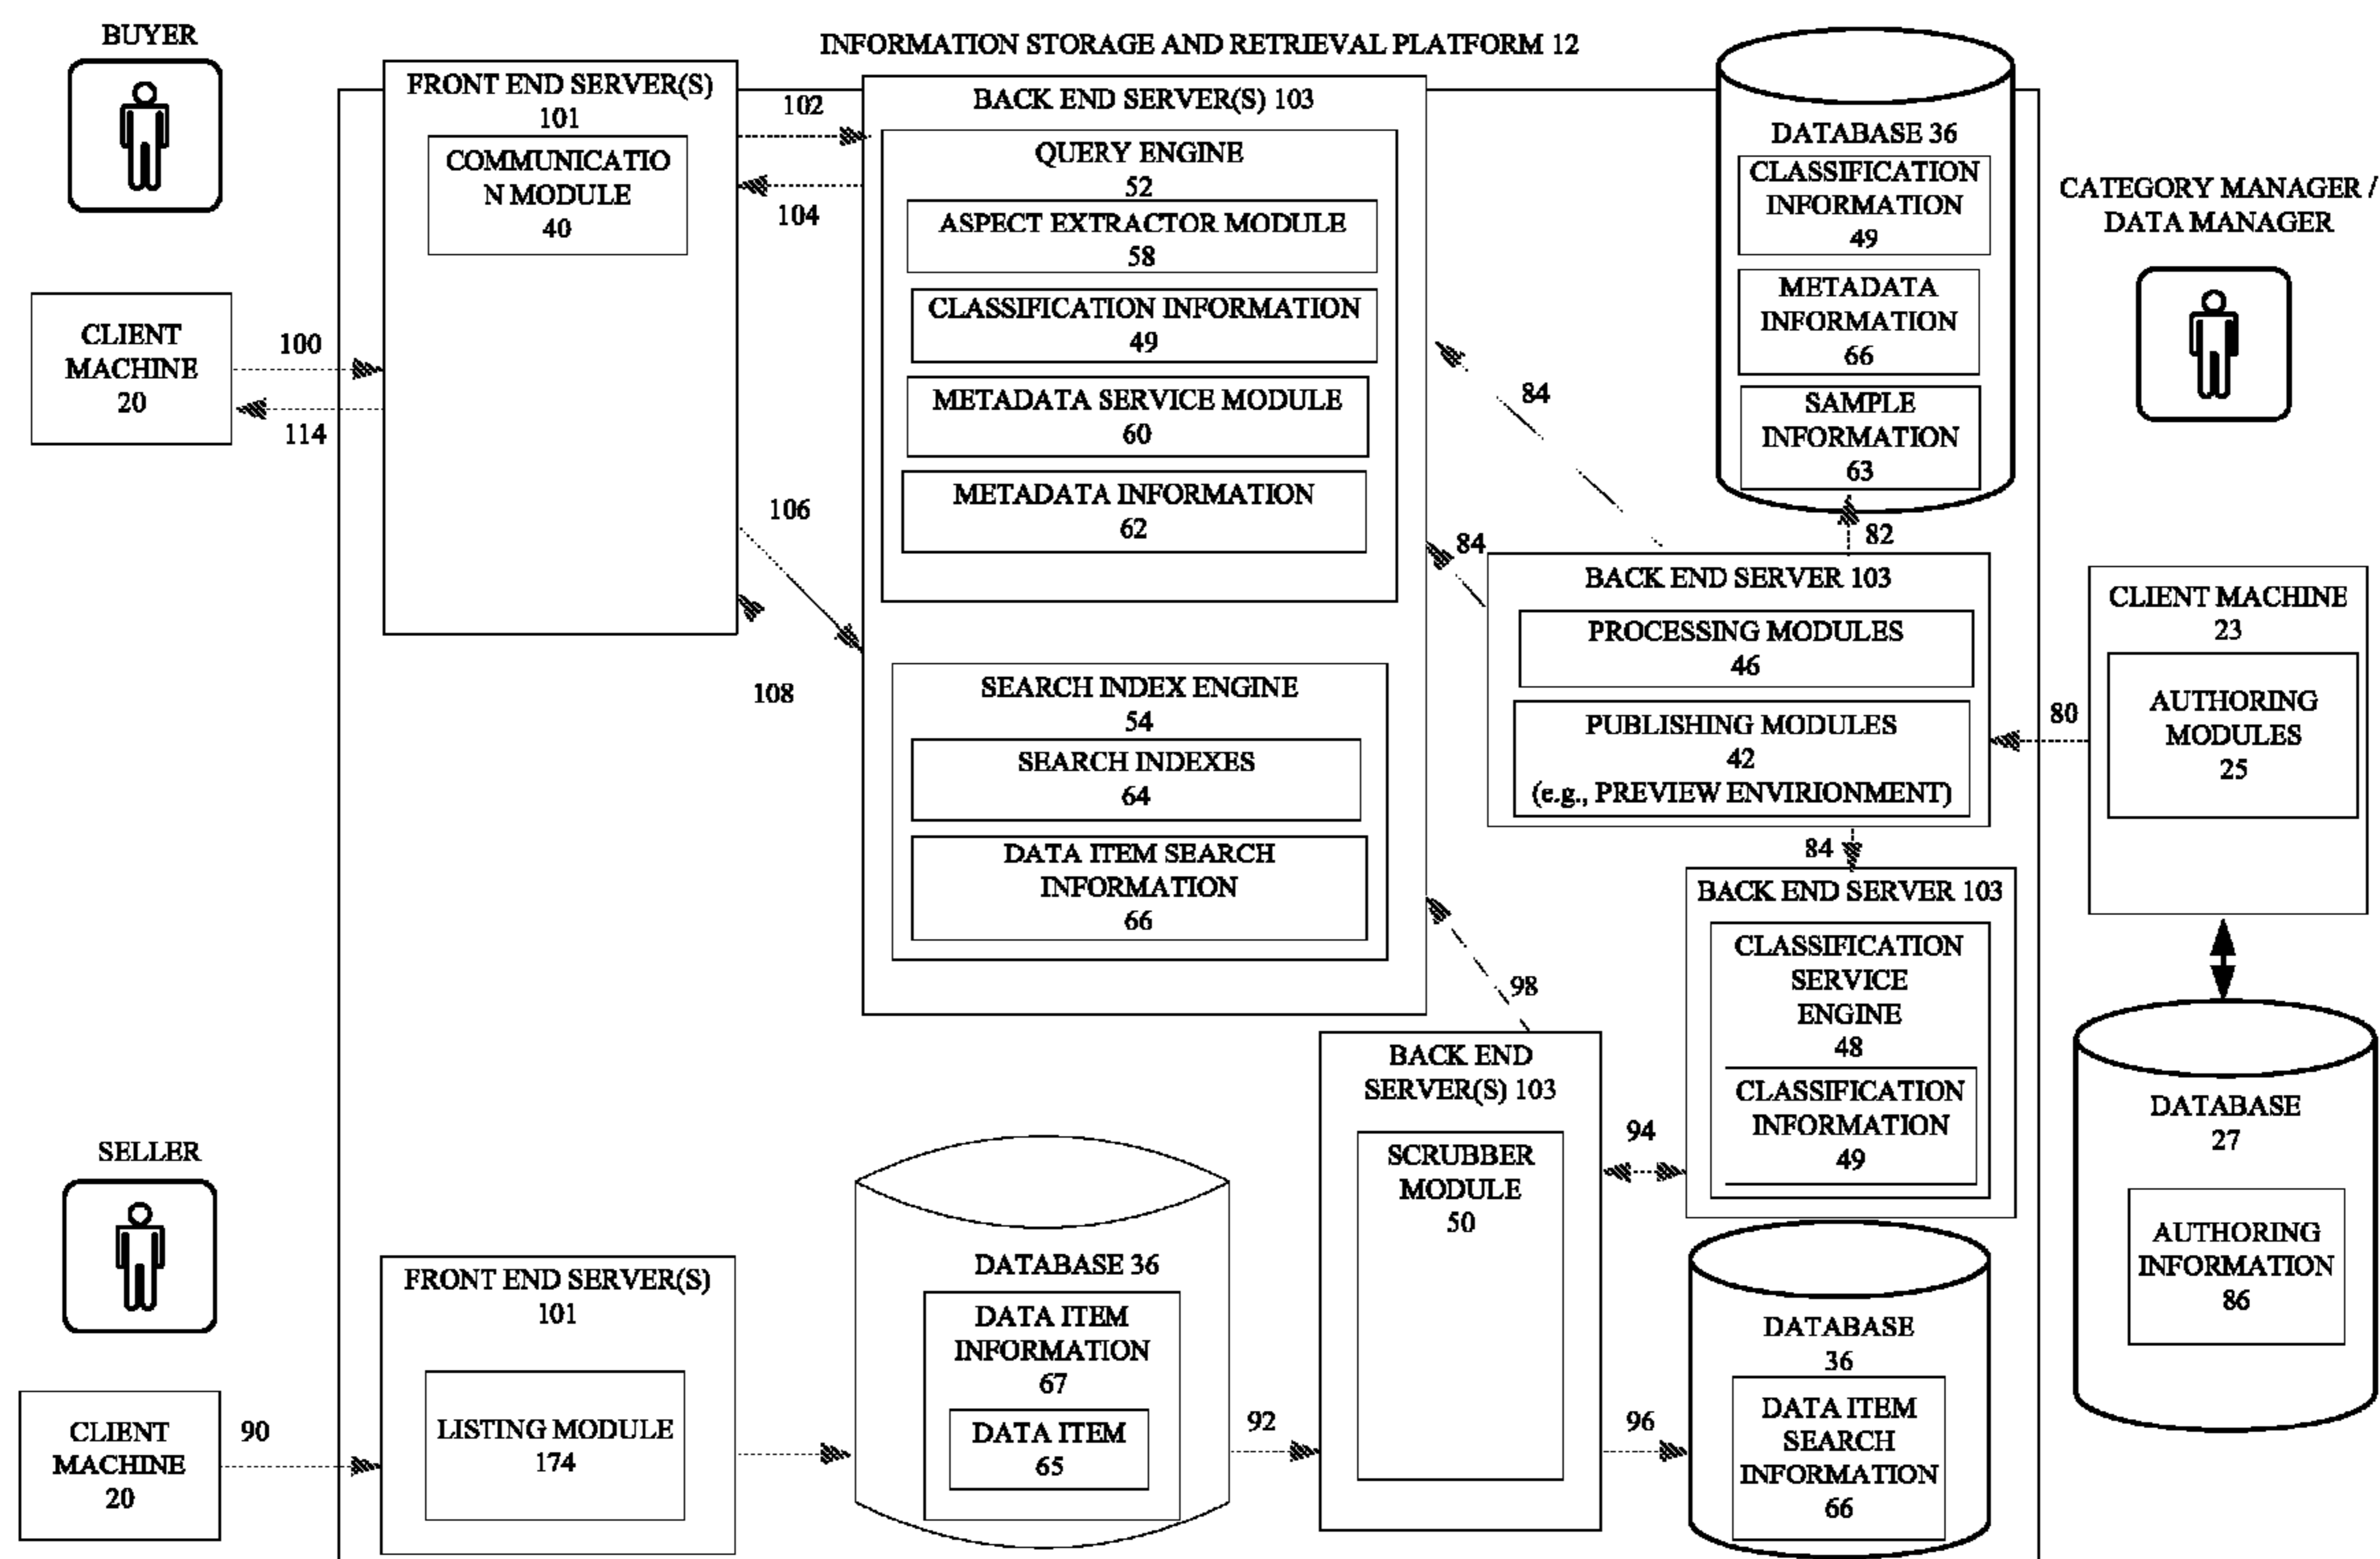 BUYER
CLIENT
MACHINE
20
100
114
INFORMATION STORAGE AND RETRIEVAL PLATFORM 12
FRONT END SERVER(S)
101
COMMUNICATIO
N MODULE
40
102
104
106
108
BACK END SERVER(S) 103
QUERY ENGINE
52
ASPECT EXTRACTOR MODULE
58
CLASSIFICATION INFORMATION
49
METADATA SERVICE MODULE
60
METADATA INFORMATION
62
SEARCH INDEX ENGINE
54
SEARCH INDEXES
64
DATA ITEM SEARCH
INFORMATION
66
84
84
98
DATABASE 36
CLASSIFICATION
INFORMATION
49
METADATA
INFORMATION
66
SAMPLE
INFORMATION
63
82
BACK END SERVER 103
PROCESSING MODULES
46
PUBLISHING MODULES
42
(e.g., PREVIEW ENVIRIONMENT)
84
BACK END SERVER 103
CLASSIFICATION
SERVICE
ENGINE
48
CLASSIFICATION
INFORMATION
49
CATEGORY MANAGER /
DATA MANAGER
CLIENT MACHINE
23
AUTHORING
MODULES
25
80
DATABASE
27
AUTHORING
INFORMATION
86
SELLER
CLIENT
MACHINE
20
90
FRONT END SERVER(S)
101
LISTING MODULE
174
DATABASE 36
DATA ITEM
INFORMATION
67
DATA ITEM
65
92
BACK END
SERVER(S) 103
SCRUBBER
MODULE
50
94
96
DATABASE
36
DATA ITEM
SEARCH
INFORMATION
66